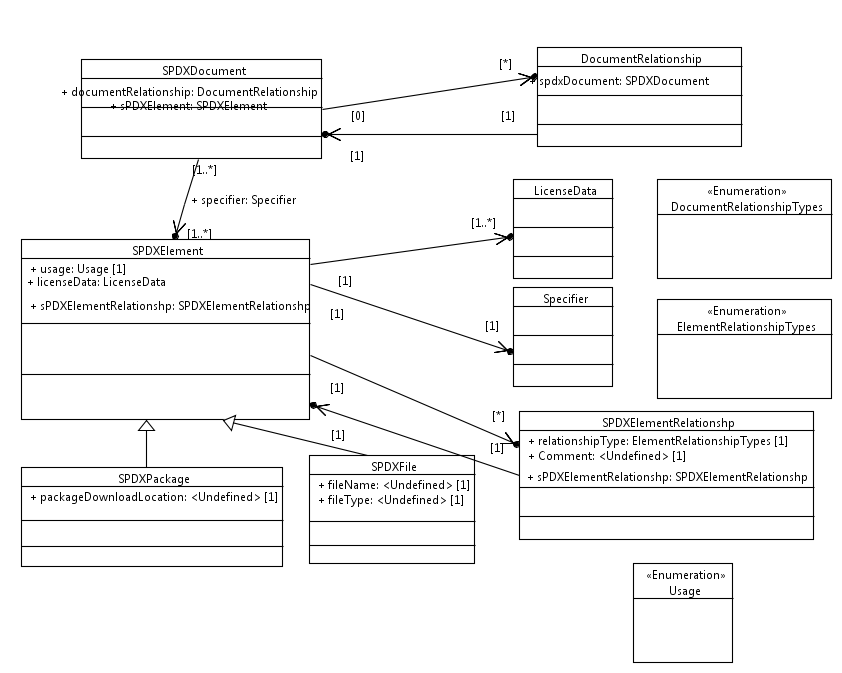 SPDXDocument
+ documentRelationship: DocumentRelationship
+ sPDXElement: SPDXElement
[*]
DocumentRelationship
+ spdxDocument: SPDXDocument
[0]
[1]
[1]
[1..*]
+ specifier: Specifier
[1..*]
SPDXElement
+ usage: Usage [1]
+ licenseData: LicenseData
+ sPDXElementRelationshp: SPDXElementRelationshp
[1..*]
LicenseData
«Enumeration»
DocumentRelationshipTypes
[1]
[1]
[1]
Specifier
«Enumeration»
ElementRelationshipTypes
[1]
[*]
[1]
[1]
SPDXElementRelationshp
+ relationshipType: ElementRelationshipTypes [1]
+ Comment: <Undefined> [1]
+ sPDXElementRelationshp: SPDXElementRelationshp
SPDXPackage
+ packageDownloadLocation: <Undefined> [1]
SPDXFile
+ fileName: <Undefined> [1]
+ fileType: <Undefined> [1]
«Enumeration»
Usage